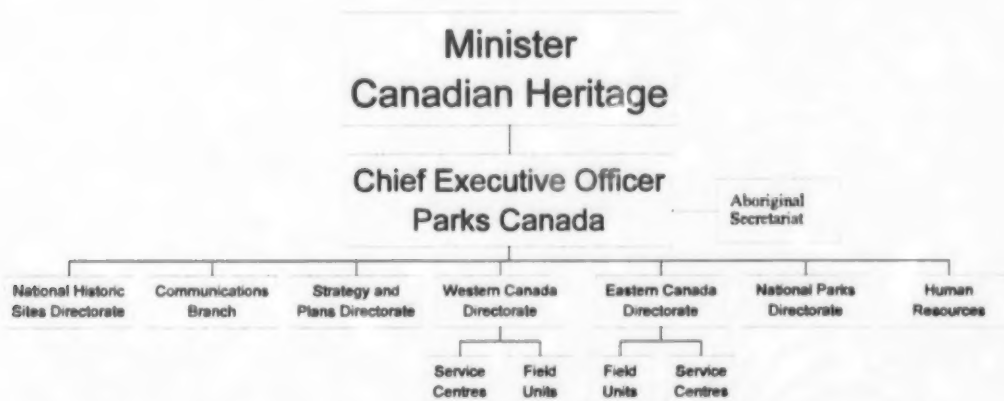 Minister
Canadian Heritage
Chief Executive Officer
Parks Canada
Aboriginal
Secretariat
National Historic
Sites Directorate
Communications
Branch
Strategy and
Plans Directorate
Western Canada
Directorate
Eastern Canada
Directorate
National Parks
Directorate
Human
Resources
Service
Centres
Field
Units
Field
Units
Service
Centres